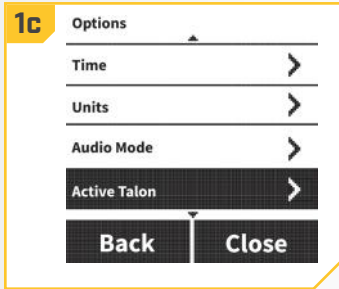 1c
Options
Time
Units
Audio Mode
Active Talon
Back Close